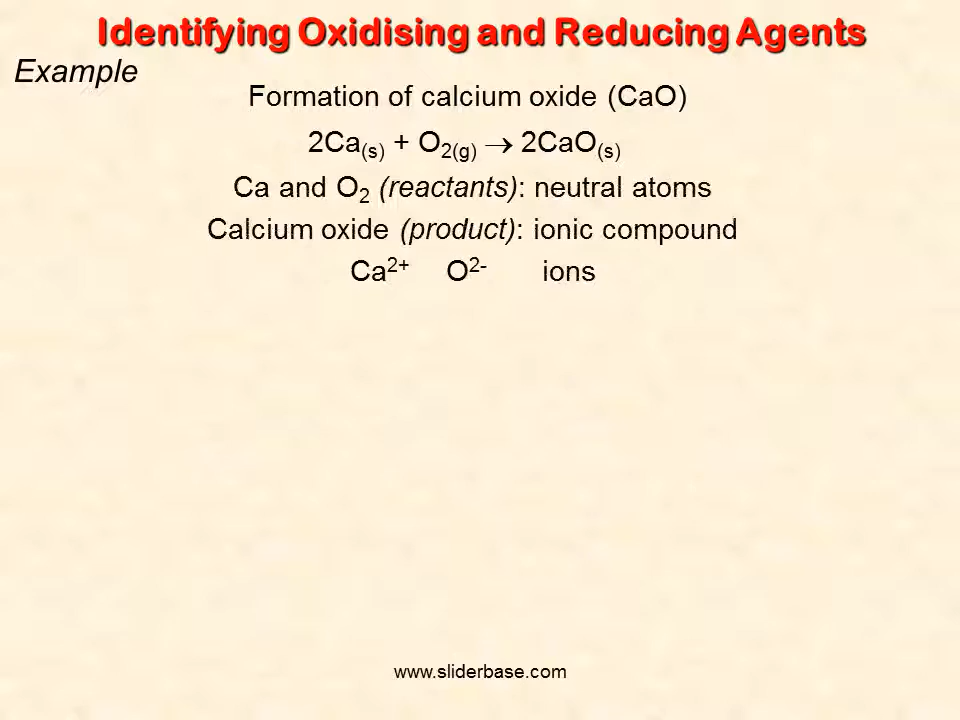 Identifying Oxidising and Reducing Agents
Example
Formation of calcium oxide (CaO)
2Ca(s) + O2(g) → 2CaO(s)
Ca and O2 (reactants): neutral atoms
Calcium oxide (product): ionic compound
Ca2+ O2- ions
www.sliderbase.com